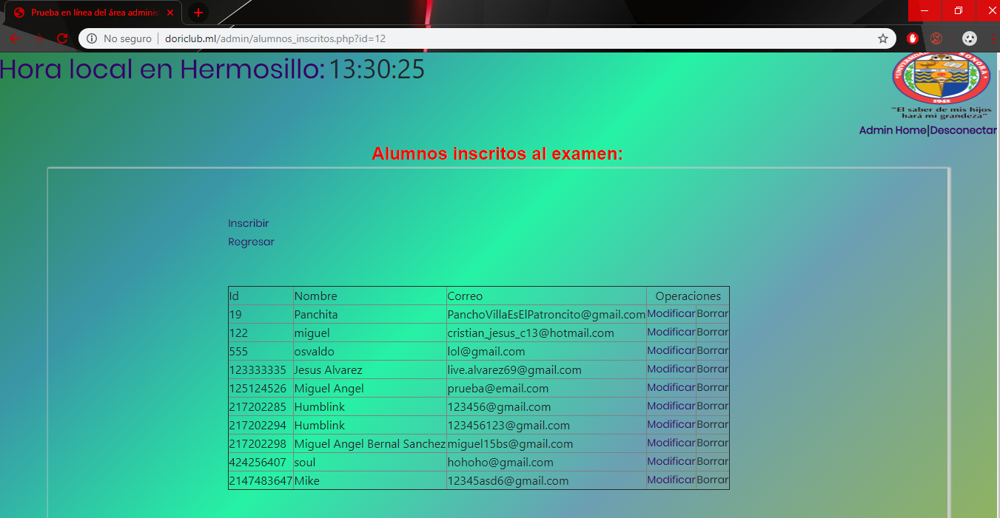 Prueba en línea del área adminis
No seguro | doriclub.ml/admin/alumnos_inscritos.php?id=12
Hora local en Hermosillo: 13:30:25
UNIVERSIDAD SONORA
1942
"El saber de mis hijos
hará mi grandeza"
Admin Home|Desconectar
Alumnos inscritos al examen:
Inscribir
Regresar
Id Nombre Correo Operaciones
19 Panchita PanchoVillaEsElPatroncito@gmail.com Modificar Borrar
122 miguel cristian_jesus_c13@hotmail.com Modificar Borrar
555 osvaldo lol@gmail.com Modificar Borrar
123333335 Jesus Alvarez live.alvarez69@gmail.com Modificar Borrar
125124526 Miguel Angel prueba@email.com Modificar Borrar
217202285 Humblink 123456@gmail.com Modificar Borrar
217202294 Humblink 123456123@gmail.com Modificar Borrar
217202298 Miguel Angel Bernal Sanchez miguel15bs@gmail.com Modificar Borrar
424256407 soul hohoho@gmail.com Modificar Borrar
2147483647 Mike 12345asd6@gmail.com Modificar Borrar